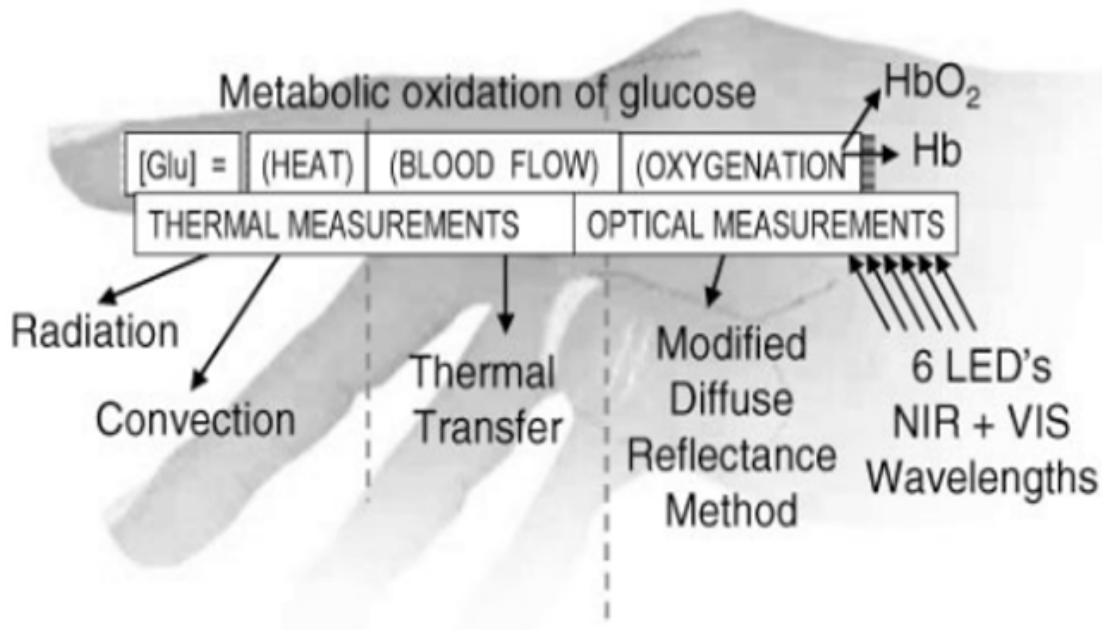 Metabolic oxidation of glucose
HbO₂
Hb
[Glu] = (HEAT) (BLOOD FLOW) (OXYGENATION
THERMAL MEASUREMENTS OPTICAL MEASUREMENTS
Radiation
Convection
Thermal
Transfer
Modified
Diffuse
Reflectance
Method
6 LED's
NIR + VIS
Wavelengths